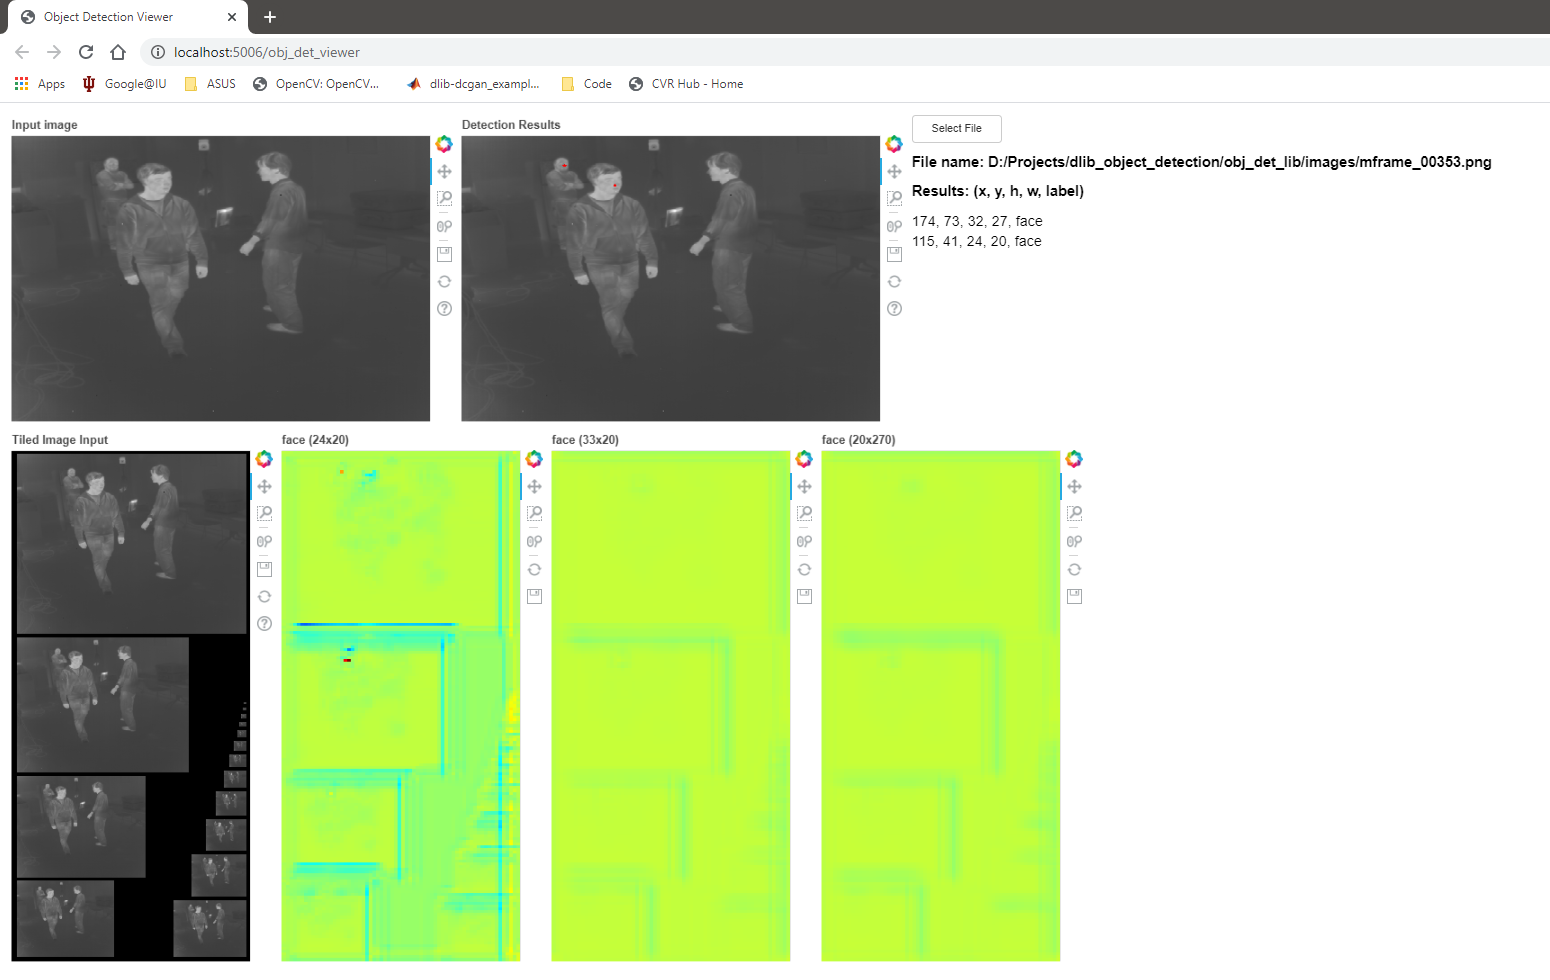 Object Detection Viewer
localhost:5006/obj_det_viewer
Apps Google@IU ASUS OpenCV: OpenCV... dlib-dcgan_exampl... Code CVR Hub - Home
Input image
Detection Results
Select File
File name: D:/Projects/dlib_object_detection/obj_det_lib/images/mframe_00353.png
Results: (x, y, h, w, label)
174, 73, 32, 27, face
115, 41, 24, 20, face
Tiled Image Input
face (24x20)
face (33x20)
face (20x270)